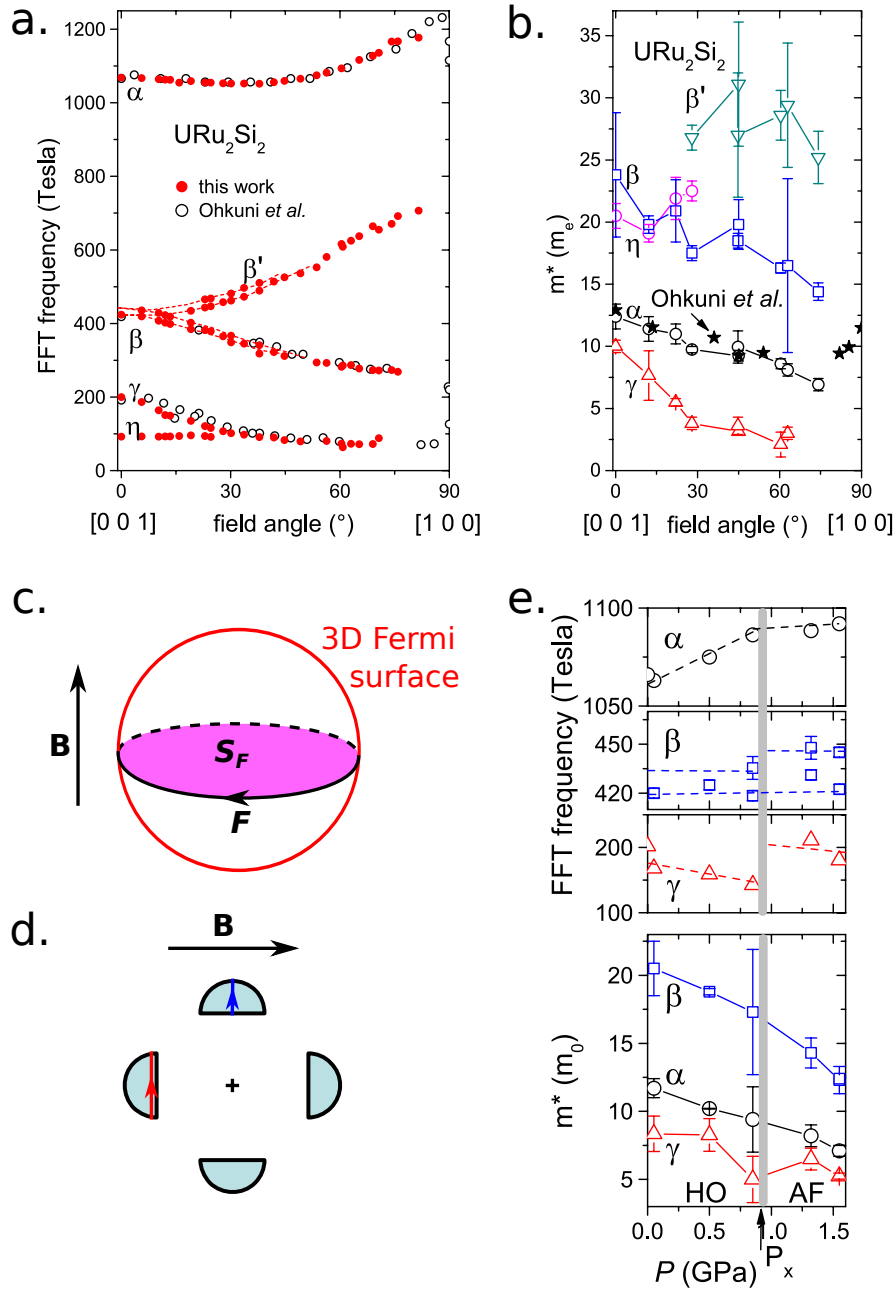 a.
1200
1000
800
600
400
200
0
FFT frequency (Tesla)
α
URu2Si2
this work
Ohkuni et al.
β'
β
γ
η
0 30 60 90
[0 0 1] field angle (°) [1 0 0]
b.
35
30
25
20
15
10
5
0
m* (me)
URu2Si2
β'
β
η
Ohkuni et al.
α
γ
0 30 60 90
[0 0 1] field angle (°) [1 0 0]
c.
3D Fermi
surface
B
SF
F
d.
B
+
e.
1100
α
1050
450
β
420
200
γ
100
FFT frequency (Tesla)
20
β
15
α
10
γ
5
HO AF
m* (m0)
0.0 0.5 1.0 1.5
P (GPa) Px